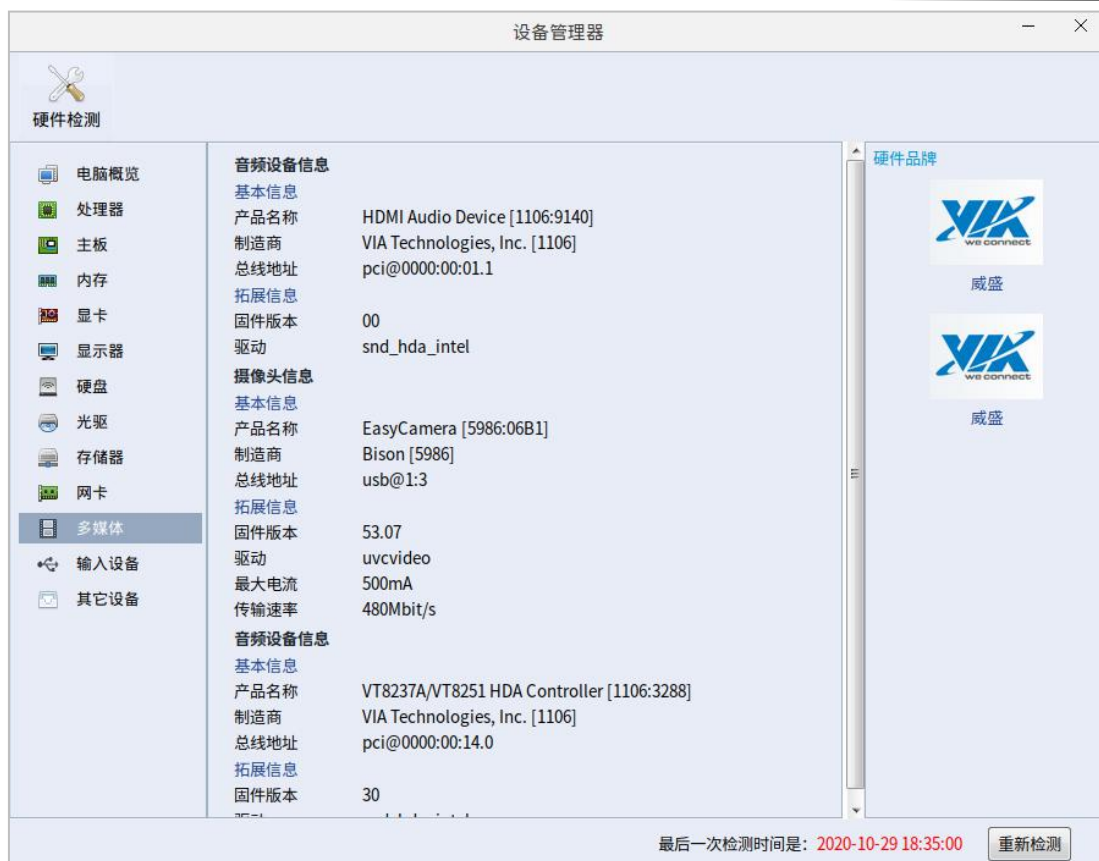 设备管理器
硬件检测
电脑概览
处理器
主板
内存
显卡
显示器
硬盘
光驱
存储器
网卡
多媒体
输入设备
其它设备
音频设备信息
基本信息
产品名称 HDMI Audio Device [1106:9140]
制造商 VIA Technologies, Inc. [1106]
总线地址 pci@0000:00:01.1
拓展信息
固件版本 00
驱动 snd_hda_intel
摄像头信息
基本信息
产品名称 EasyCamera [5986:06B1]
制造商 Bison [5986]
总线地址 usb@1:3
拓展信息
固件版本 53.07
驱动 uvcvideo
最大电流 500mA
传输速率 480Mbit/s
音频设备信息
基本信息
产品名称 VT8237A/VT8251 HDA Controller [1106:3288]
制造商 VIA Technologies, Inc. [1106]
总线地址 pci@0000:00:14.0
拓展信息
固件版本 30
硬件品牌
VIA
we connect
威盛
VIA
we connect
威盛
最后一次检测时间是：2020-10-29 18:35:00
重新检测